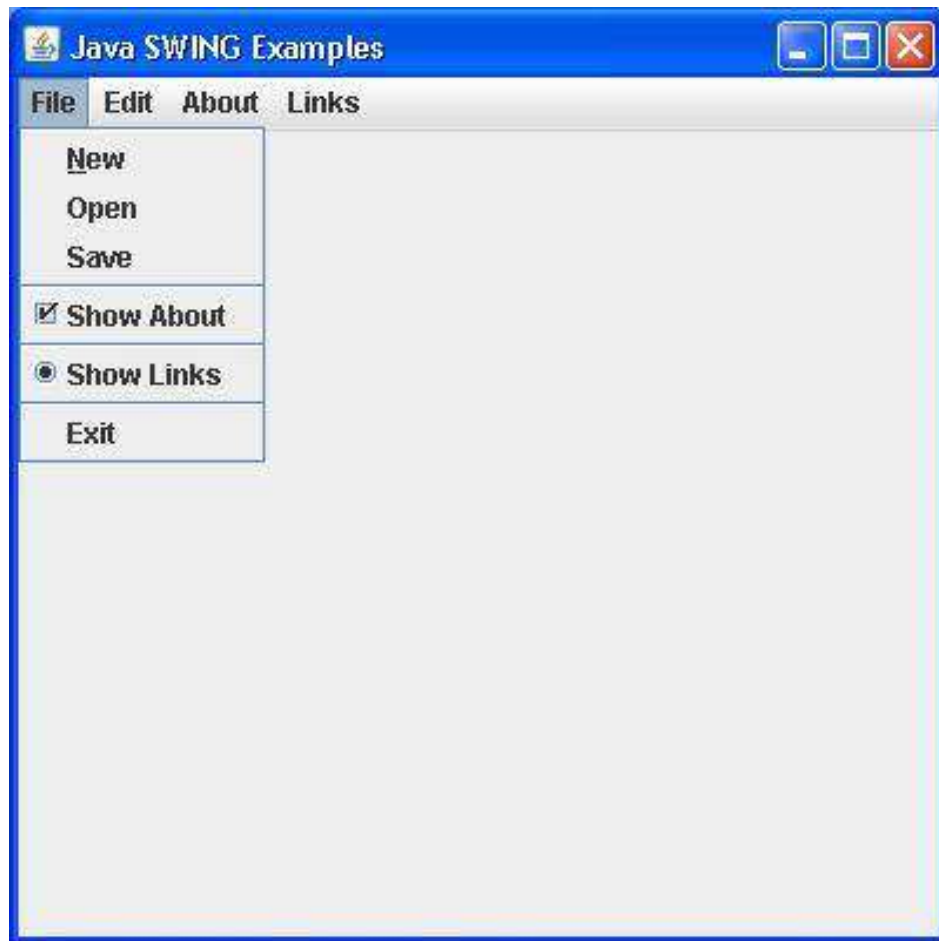 Java SWING Examples
File Edit About Links
New
Open
Save
Show About
Show Links
Exit